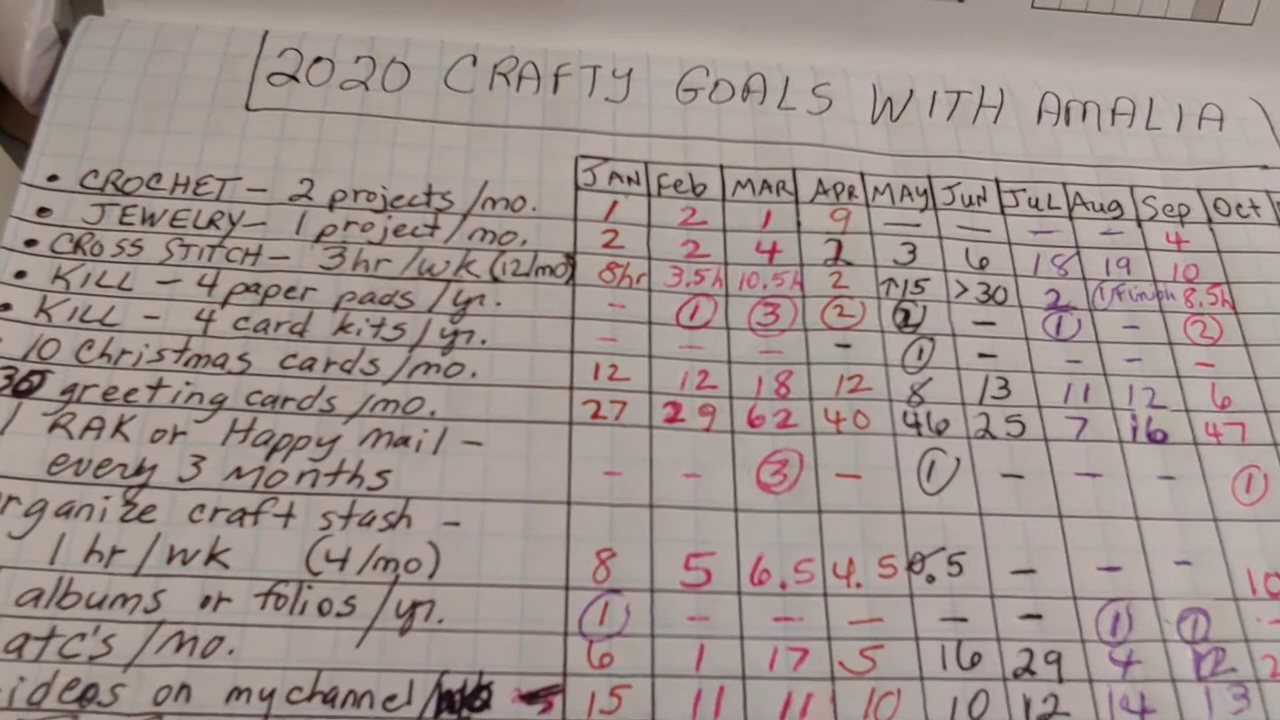 2020 CRAFTY GOALS WITH AMALIA
JAN Feb MAR APR MAY JUN JUL Aug Sep Oct
• CROCHET - 2 projects/mo. 1 2 1 9 — — — — 4
• JEWELRY - 1 project/mo. 2 2 4 2 3 6 18 19 10
• CROSS STITCH - 3hr/wk (12/mo) 8hr 3.5h 10.5h 2 ↑15 >30 2 8.5h
• KILL - 4 paper pads/yr. - 1 3 2 2 - 1 - 2
• KILL - 4 card kits/yr. - - - - 1 - - - -
10 Christmas cards/mo. 12 12 18 12 8 13 11 12 6
30 greeting cards/mo. 27 29 62 40 46 25 7 16 47
1 RAK or Happy Mail -
every 3 months - - 3 - 1 - - - 1
rganize craft stash -
1 hr/wk (4/mo) 8 5 6.5 4.5 .5 - - - 10
albums or folios/yr. 1 - - - - - 1 1 -
atc's/mo. 6 1 17 5 16 29 4 12 2
ideos on my channel/ 15 11 11 10 10 12 14 13